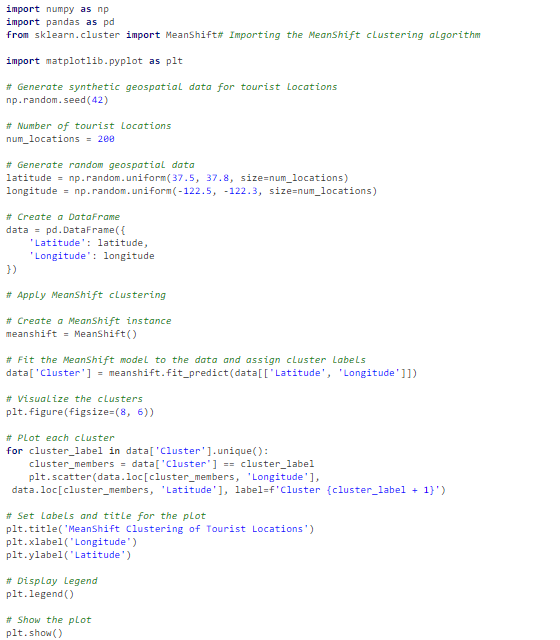 import numpy as np
import pandas as pd
from sklearn.cluster import MeanShift# Importing the MeanShift clustering algorithm
import matplotlib.pyplot as plt
# Generate synthetic geospatial data for tourist locations
np.random.seed(42)
# Number of tourist locations
num_locations = 200
# Generate random geospatial data
latitude = np.random.uniform(37.5, 37.8, size=num_locations)
longitude = np.random.uniform(-122.5, -122.3, size=num_locations)
# Create a DataFrame
data = pd.DataFrame({
    'Latitude': latitude,
    'Longitude': longitude
})
# Apply MeanShift clustering
# Create a MeanShift instance
meanshift = MeanShift()
# Fit the MeanShift model to the data and assign cluster labels
data['Cluster'] = meanshift.fit_predict(data[['Latitude', 'Longitude']])
# Visualize the clusters
plt.figure(figsize=(8, 6))
# Plot each cluster
for cluster_label in data['Cluster'].unique():
    cluster_members = data['Cluster'] == cluster_label
    plt.scatter(data.loc[cluster_members, 'Longitude'],
 data.loc[cluster_members, 'Latitude'], label=f'Cluster {cluster_label + 1}')
# Set labels and title for the plot
plt.title('MeanShift Clustering of Tourist Locations')
plt.xlabel('Longitude')
plt.ylabel('Latitude')
# Display legend
plt.legend()
# Show the plot
plt.show()